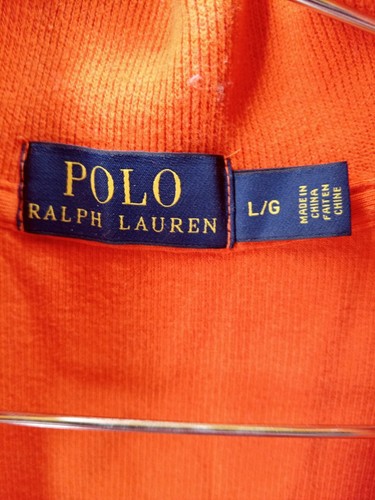 POLO
RALPH LAUREN
L/G
MADE IN
CHINA
FAIT EN
CHINE